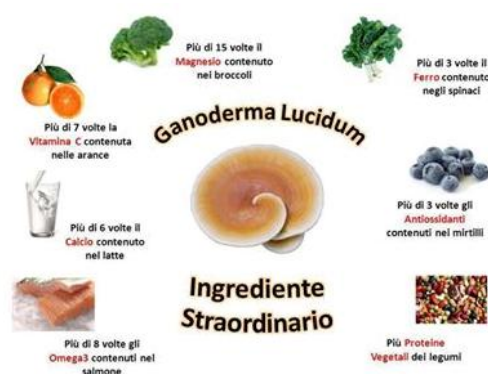 Più di 15 volte il
Magnesio contenuto
nei broccoli
Più di 3 volte il
Ferro contenuto
negli spinaci
Ganoderma Lucidum
Più di 7 volte la
Vitamina C contenuta
nelle arance
Più di 3 volte gli
Antiossidanti
contenuti nei mirtilli
Più di 6 volte il
Calcio contenuto
nel latte
Ingrediente
Straordinario
Più di 8 volte gli
Omega3 contenuti nel
salmone
Più Proteine
Vegetali dei legumi